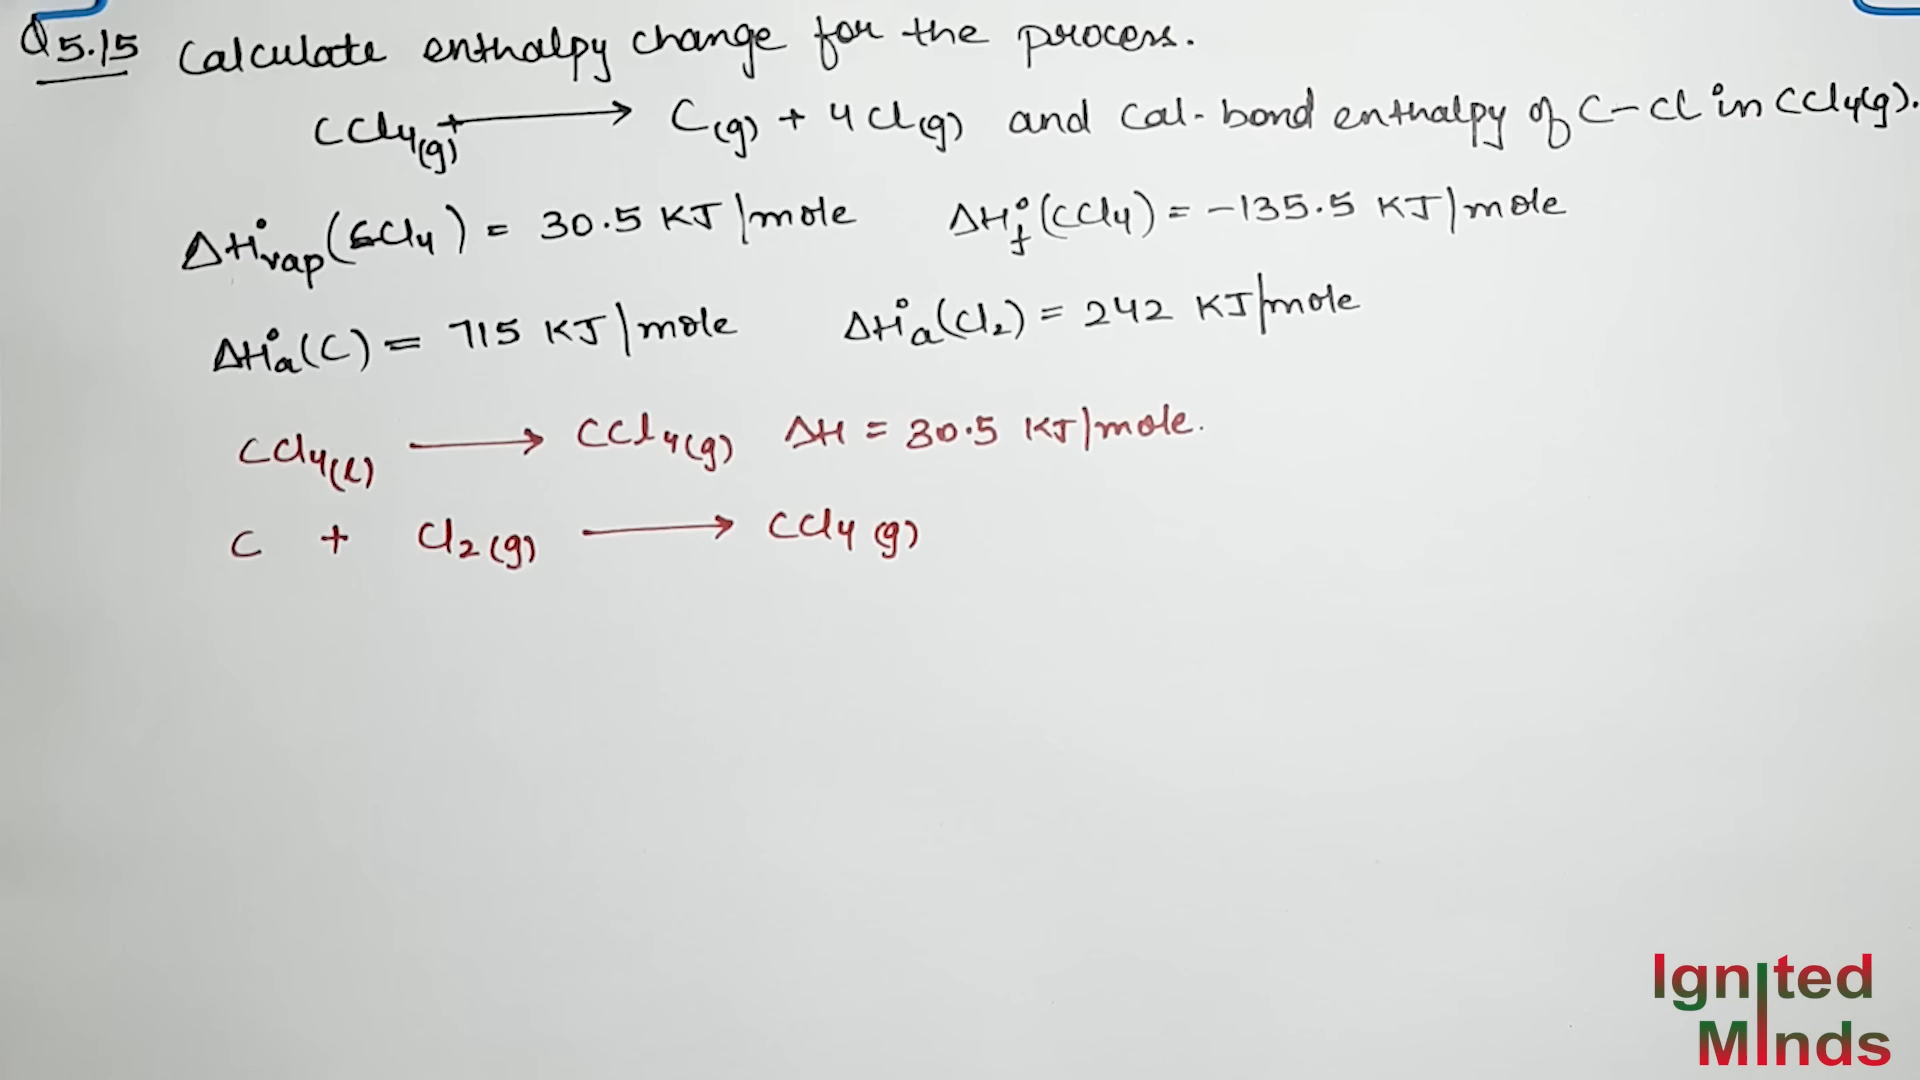 Q5.15 Calculate enthalpy change for the process.
CCl4(g) → C(g) + 4Cl(g) and Cal. bond enthalpy of C-Cl in CCl4(g).
ΔH°vap(CCl4) = 30.5 KJ/mole ΔH°f(CCl4) = -135.5 KJ/mole
ΔH°a(C) = 715 KJ/mole ΔH°a(Cl2) = 242 KJ/mole
CCl4(l) → CCl4(g) ΔH = 30.5 KJ/mole.
C + Cl2(g) → CCl4(g)
Ignited
Minds